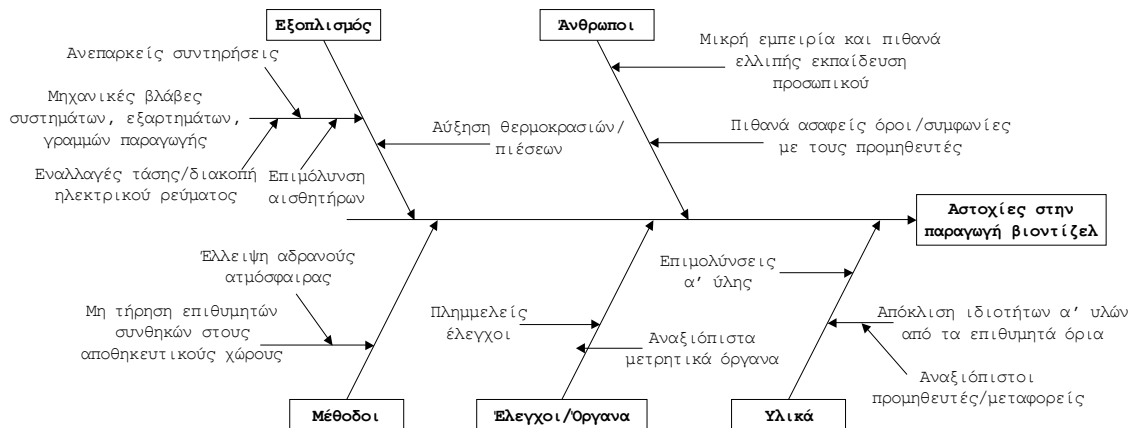 Εξοπλισμός
Άνθρωποι
Ανεπαρκείς συντηρήσεις
Μηχανικές βλάβες
συστημάτων, εξαρτημάτων,
γραμμών παραγωγής
Εναλλαγές τάσης/διακοπή
ηλεκτρικού ρεύματος
Επιμόλυνση
αισθητήρων
Αύξηση θερμοκρασιών/
πιέσεων
Μικρή εμπειρία και πιθανά
ελλιπής εκπαίδευση
προσωπικού
Πιθανά ασαφείς όροι/συμφωνίες
με τους προμηθευτές
Αστοχίες στην
παραγωγή βιοντίζελ
Έλλειψη αδρανούς
ατμόσφαιρας
Μη τήρηση επιθυμητών
συνθηκών στους
αποθηκευτικούς χώρους
Πλημμελείς
έλεγχοι
Αναξιόπιστα
μετρητικά όργανα
Επιμολύνσεις
α’ ύλης
Απόκλιση ιδιοτήτων α’ υλών
από τα επιθυμητά όρια
Αναξιόπιστοι
προμηθευτές/μεταφορείς
Μέθοδοι
Έλεγχοι/Όργανα
Υλικά